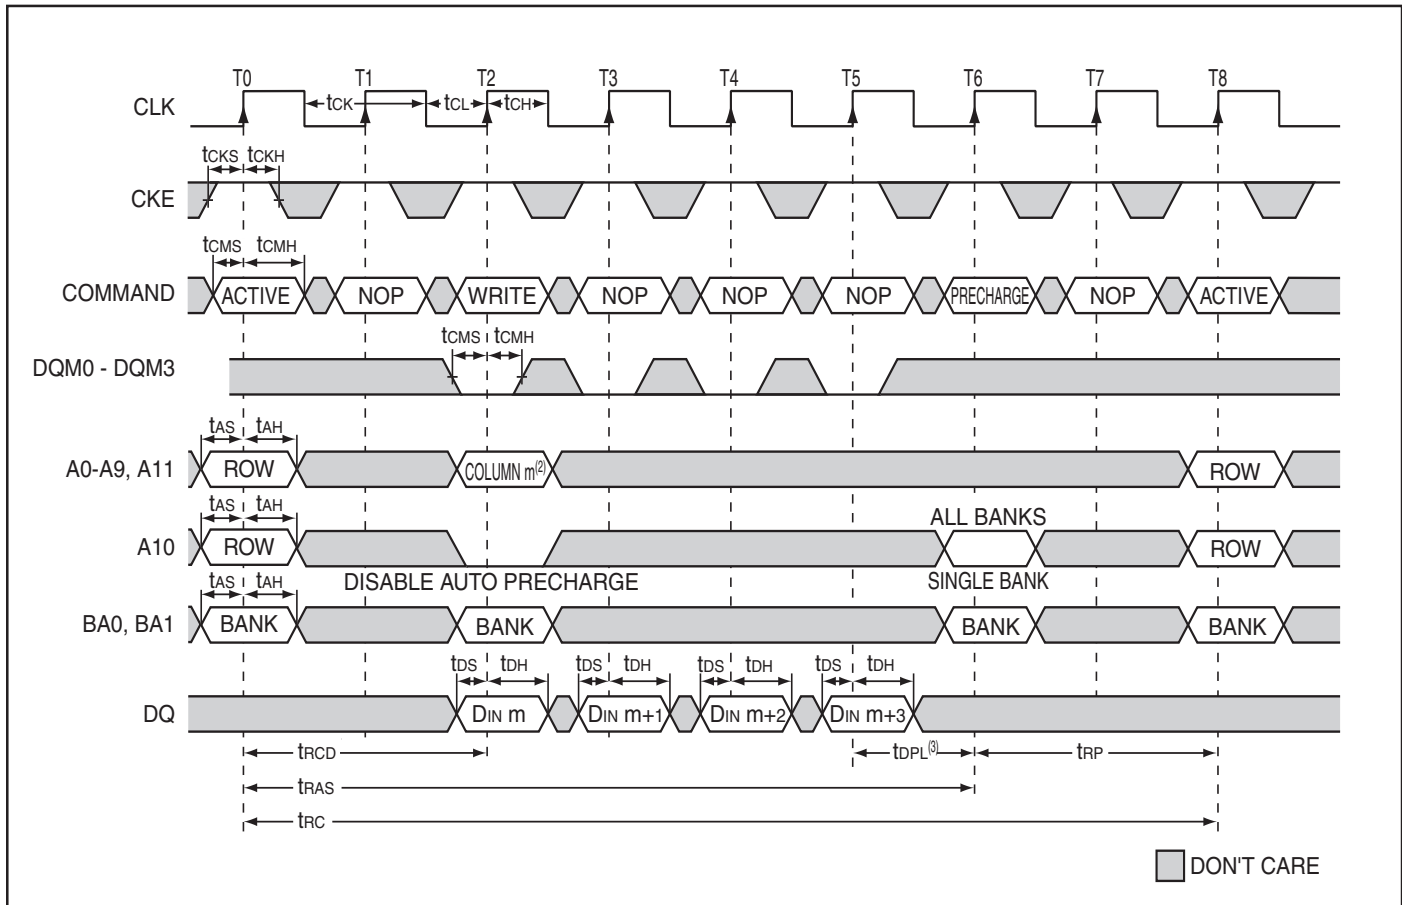 T0 T1 T2 T3 T4 T5 T6 T7 T8
CLK tCK tCL tCH
tCKS tCKH
CKE
tCMS tCMH
COMMAND ACTIVE NOP WRITE NOP NOP NOP PRECHARGE NOP ACTIVE
tCMS tCMH
DQM0 - DQM3
tAS tAH
A0-A9, A11 ROW COLUMN m(2) ROW
tAS tAH ALL BANKS
A10 ROW ROW
tAS tAH DISABLE AUTO PRECHARGE SINGLE BANK
BA0, BA1 BANK BANK BANK BANK
tDS tDH tDS tDH tDS tDH tDS tDH
DQ DIN m DIN m+1 DIN m+2 DIN m+3
tRCD tDPL(3) tRP
tRAS
tRC
DON'T CARE